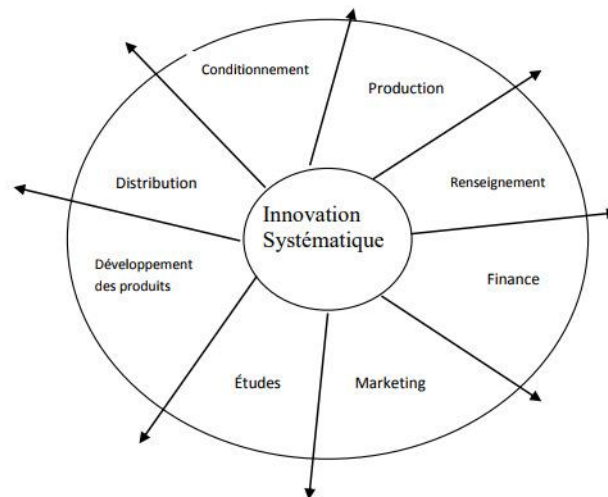 Conditionnement
Production
Distribution
Renseignement
Innovation
Systématique
Développement
des produits
Finance
Études
Marketing